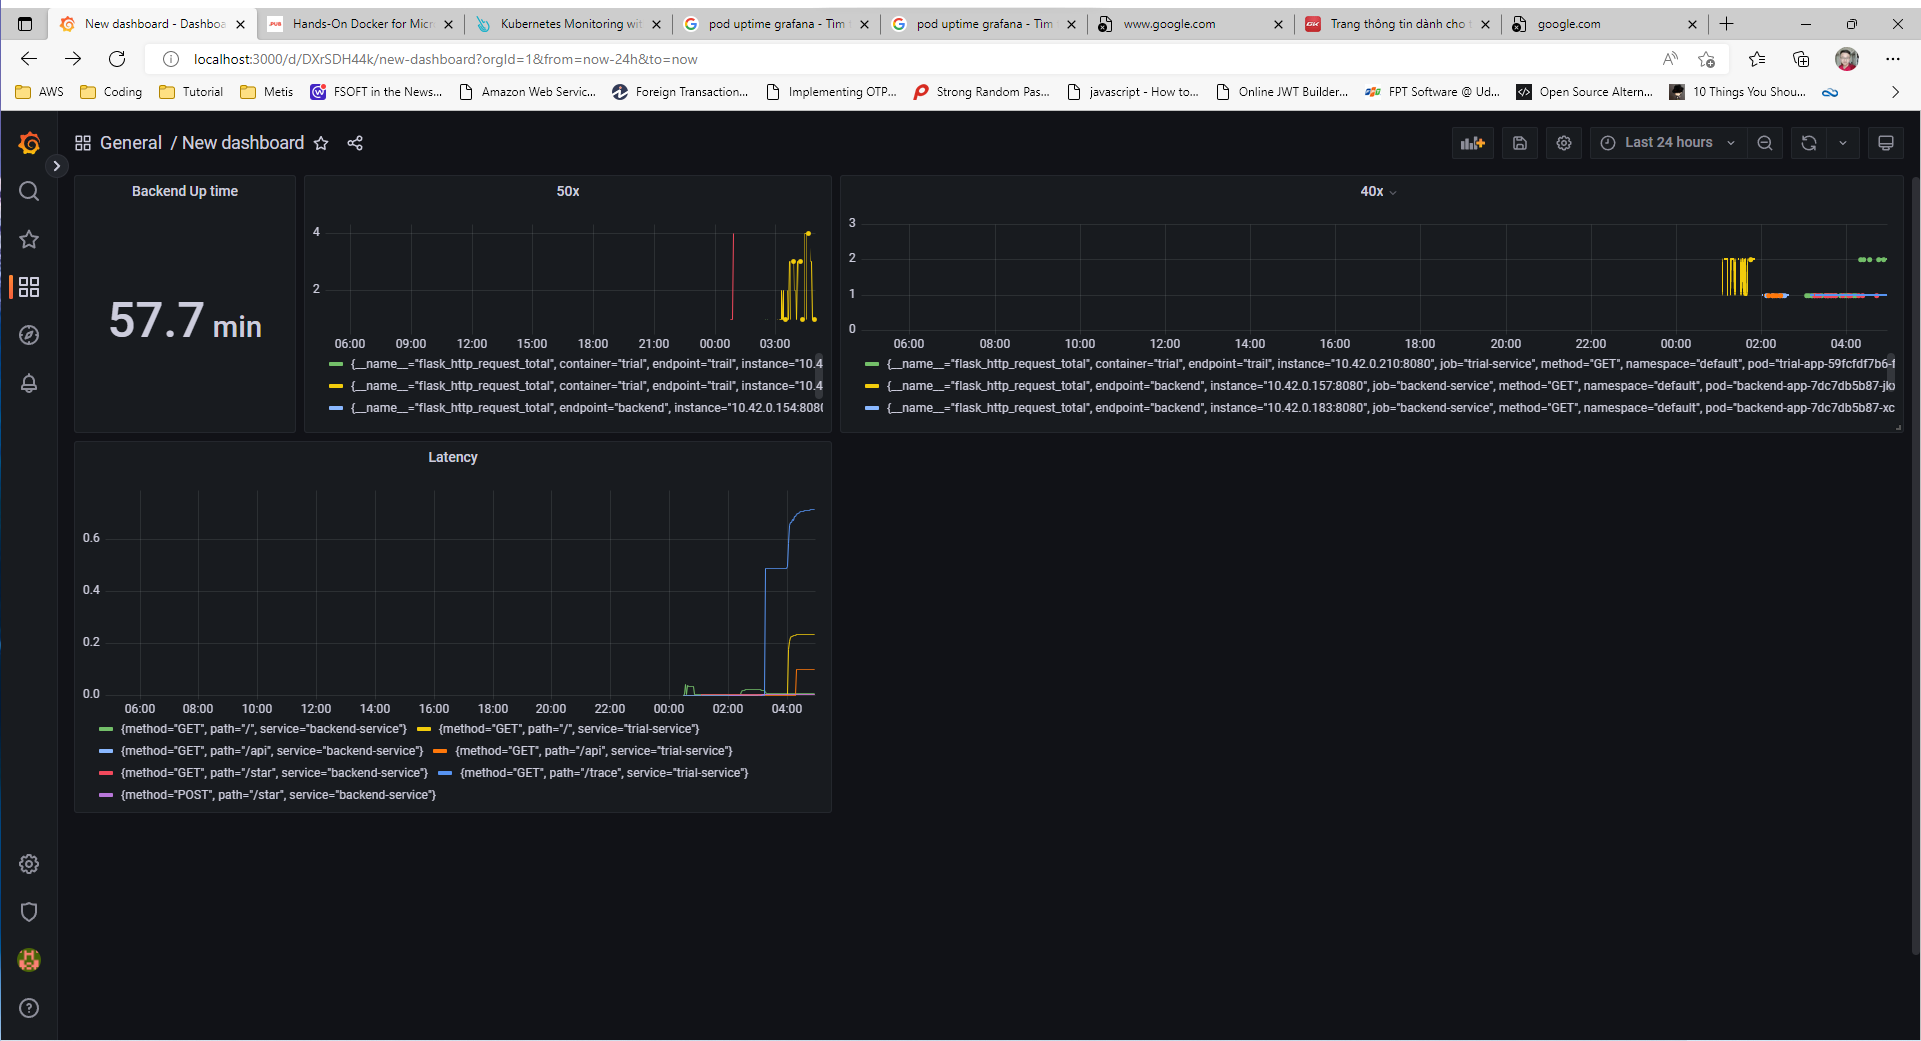 New dashboard - Dashboa
Hands-On Docker for Micr
Kubernetes Monitoring wit
pod uptime grafana - Tìm
pod uptime grafana - Tìm
www.google.com
Trang thông tin dành cho
google.com
localhost:3000/d/DXrSDH44k/new-dashboard?orgId=1&from=now-24h&to=now
AWS
Coding
Tutorial
Metis
FSOFT in the News...
Amazon Web Servic...
Foreign Transaction...
Implementing OTP...
Strong Random Pas...
javascript - How to...
Online JWT Builder...
FPT Software @ Ud...
Open Source Altern...
10 Things You Shou...
General / New dashboard
Last 24 hours
Backend Up time
57.7 min
50x
4
2
06:00 09:00 12:00 15:00 18:00 21:00 00:00 03:00
{__name__="flask_http_request_total", container="trial", endpoint="trail", instance="10.4
{__name__="flask_http_request_total", container="trial", endpoint="trail", instance="10.4
{__name__="flask_http_request_total", endpoint="backend", instance="10.42.0.154:8080
40x
3
2
1
0
06:00 08:00 10:00 12:00 14:00 16:00 18:00 20:00 22:00 00:00 02:00 04:00
{__name__="flask_http_request_total", container="trial", endpoint="trail", instance="10.42.0.210:8080", job="trial-service", method="GET", namespace="default", pod="trial-app-59fcfdf7b6-f
{__name__="flask_http_request_total", endpoint="backend", instance="10.42.0.157:8080", job="backend-service", method="GET", namespace="default", pod="backend-app-7dc7db5b87-jkx
{__name__="flask_http_request_total", endpoint="backend", instance="10.42.0.183:8080", job="backend-service", method="GET", namespace="default", pod="backend-app-7dc7db5b87-xc
Latency
0.6
0.4
0.2
0.0
06:00 08:00 10:00 12:00 14:00 16:00 18:00 20:00 22:00 00:00 02:00 04:00
{method="GET", path="/", service="backend-service"} {method="GET", path="/", service="trial-service"}
{method="GET", path="/api", service="backend-service"} {method="GET", path="/api", service="trial-service"}
{method="GET", path="/star", service="backend-service"} {method="GET", path="/trace", service="trial-service"}
{method="POST", path="/star", service="backend-service"}